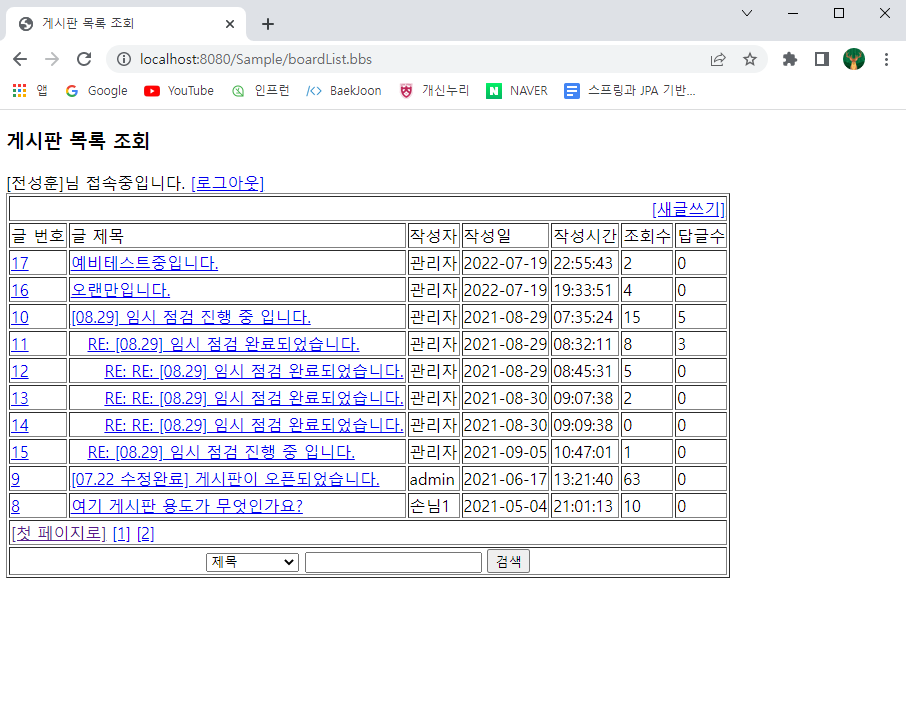 게시판 목록 조회
localhost:8080/Sample/boardList.bbs
앱 Google YouTube 인프런 BaekJoon 개신누리 NAVER 스프링과 JPA 기반...
게시판 목록 조회
[전성훈]님 접속중입니다. [로그아웃]
[새글쓰기]
글 번호 글 제목 작성자 작성일 작성시간 조회수 답글수
17 예비테스트중입니다. 관리자 2022-07-19 22:55:43 2 0
16 오랜만입니다. 관리자 2022-07-19 19:33:51 4 0
10 [08.29] 임시 점검 진행 중 입니다. 관리자 2021-08-29 07:35:24 15 5
11 RE: [08.29] 임시 점검 완료되었습니다. 관리자 2021-08-29 08:32:11 8 3
12 RE: RE: [08.29] 임시 점검 완료되었습니다. 관리자 2021-08-29 08:45:31 5 0
13 RE: RE: [08.29] 임시 점검 완료되었습니다. 관리자 2021-08-30 09:07:38 2 0
14 RE: RE: [08.29] 임시 점검 완료되었습니다. 관리자 2021-08-30 09:09:38 0 0
15 RE: [08.29] 임시 점검 진행 중 입니다. 관리자 2021-09-05 10:47:01 1 0
9 [07.22 수정완료] 게시판이 오픈되었습니다. admin 2021-06-17 13:21:40 63 0
8 여기 게시판 용도가 무엇인가요? 손님1 2021-05-04 21:01:13 10 0
[첫 페이지로] [1] [2]
제목 검색